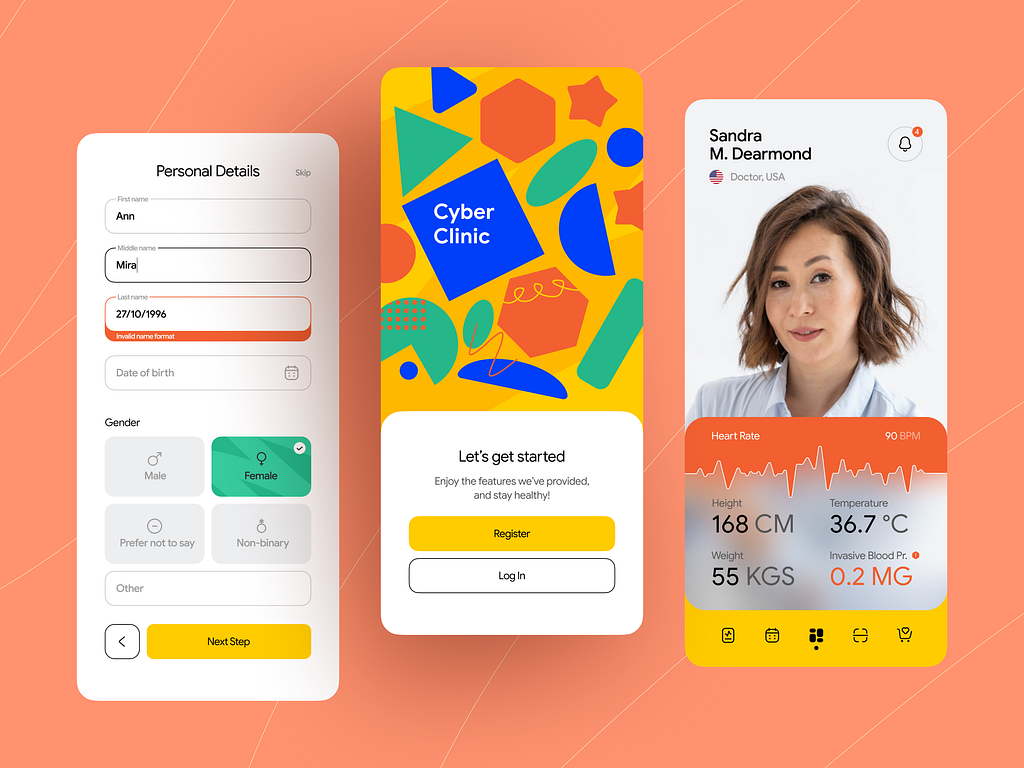 Personal Details
Skip
First name
Ann
Middle name
Mira
Last name
27/10/1996
Invalid name format
Date of birth
Gender
Male
Female
Prefer not to say
Non-binary
Other
Next Step
Cyber
Clinic
Let's get started
Enjoy the features we've provided,
and stay healthy!
Register
Log In
Sandra
M. Dearmond
4
Doctor, USA
Heart Rate
90 BPM
Height
168 CM
Temperature
36.7 °C
Weight
55 KGS
Invasive Blood Pr.
0.2 MG